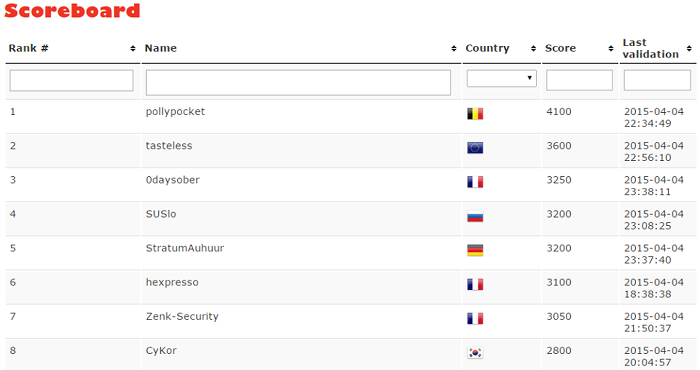 Scoreboard
Rank # Name Country Score Last validation
1 pollypocket 4100 2015-04-04 22:34:49
2 tasteless 3600 2015-04-04 22:56:10
3 0daysober 3250 2015-04-04 23:38:11
4 SUSlo 3200 2015-04-04 23:08:25
5 StratumAuhuur 3200 2015-04-04 23:37:40
6 hexpresso 3100 2015-04-04 18:38:38
7 Zenk-Security 3050 2015-04-04 21:50:37
8 CyKor 2800 2015-04-04 20:04:57